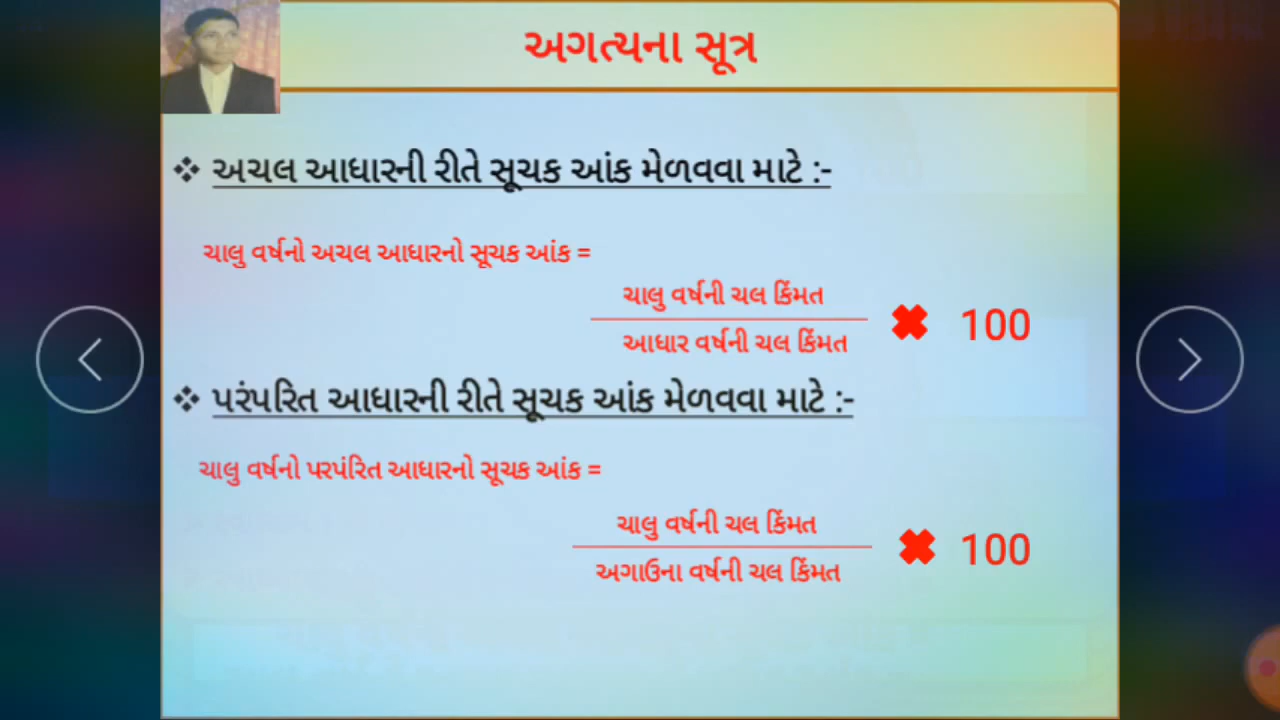 અગત્યના સૂત્ર
❖ અચલ આધારની રીતે સૂચક આંક મેળવવા માટે :-
ચાલુ વર્ષનો અચલ આધારનો સૂચક આંક =
ચાલુ વર્ષની ચલ કિંમત
આધાર વર્ષની ચલ કિંમત
✖ 100
❖ પરંપરિત આધારની રીતે સૂચક આંક મેળવવા માટે :-
ચાલુ વર્ષનો પરપંરિત આધારનો સૂચક આંક =
ચાલુ વર્ષની ચલ કિંમત
અગાઉના વર્ષની ચલ કિંમત
✖ 100